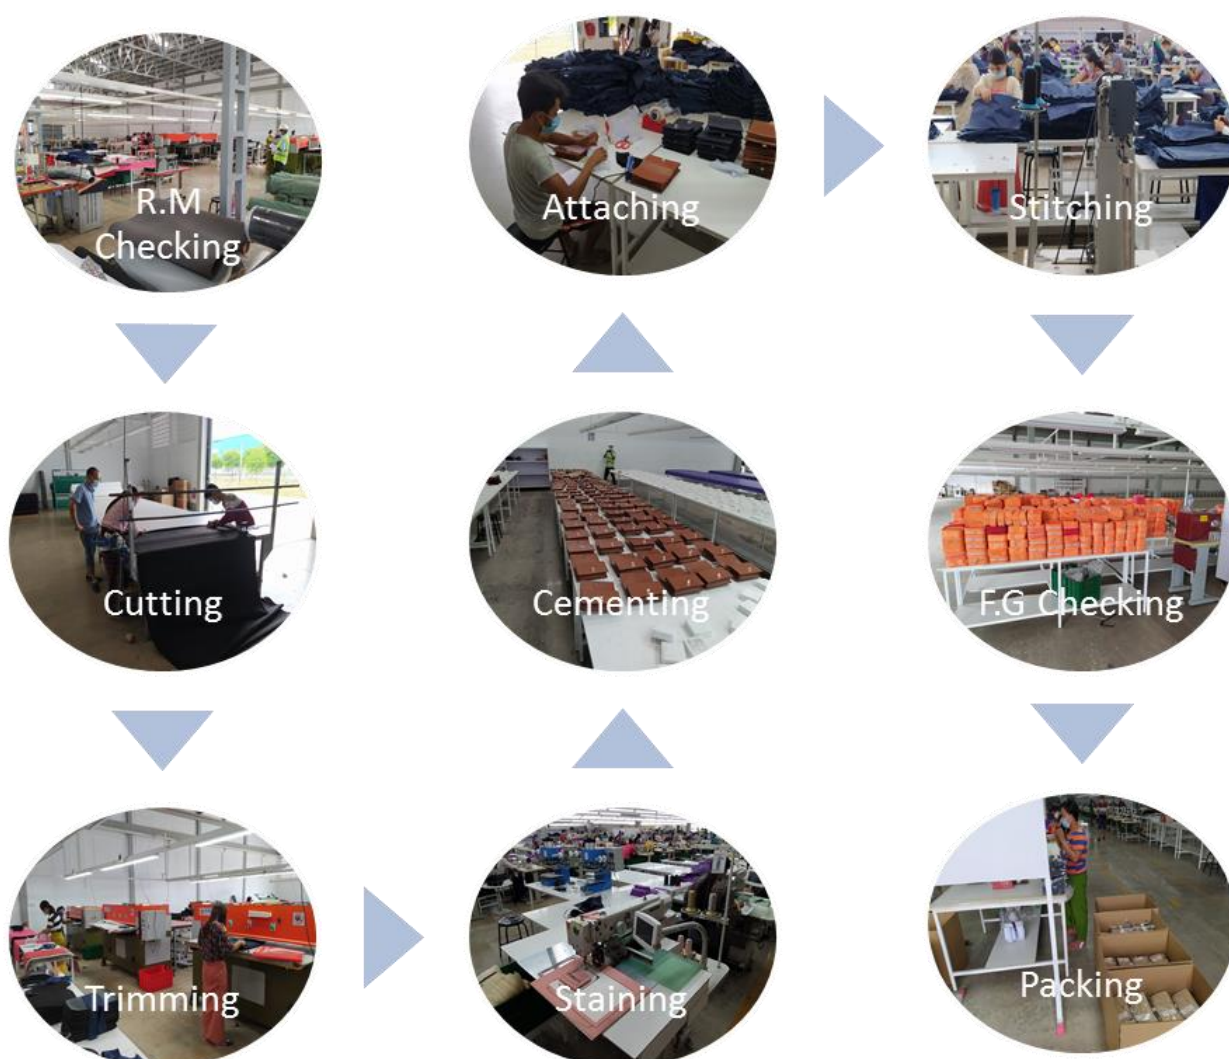 R.M
Checking
Cutting
Trimming
Staining
Cementing
Attaching
Stitching
F.G Checking
Packing